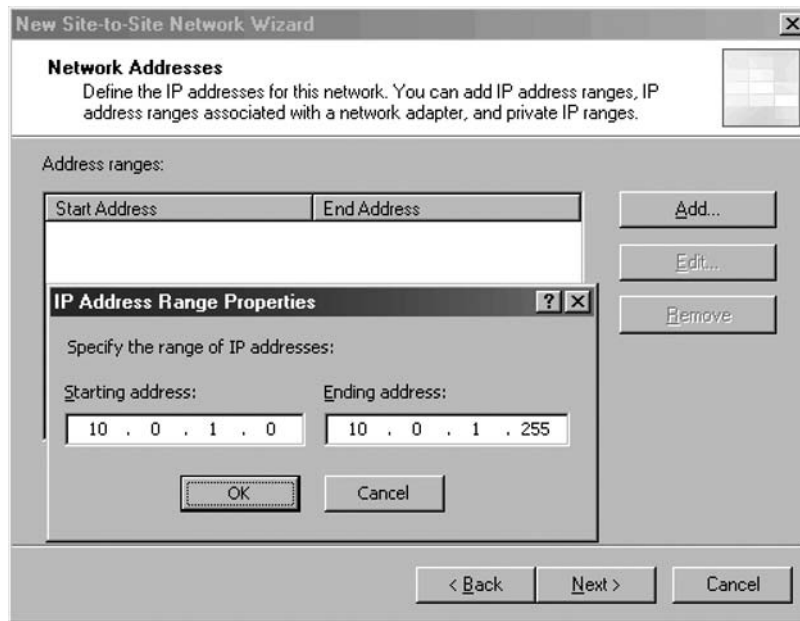 New Site-to-Site Network Wizard
Network Addresses
Define the IP addresses for this network. You can add IP address ranges, IP
address ranges associated with a network adapter, and private IP ranges.
Address ranges:
Start Address End Address
Add...
Edit...
Remove
IP Address Range Properties
Specify the range of IP addresses:
Starting address: Ending address:
10 . 0 . 1 . 0 10 . 0 . 1 . 255
OK Cancel
< Back Next > Cancel